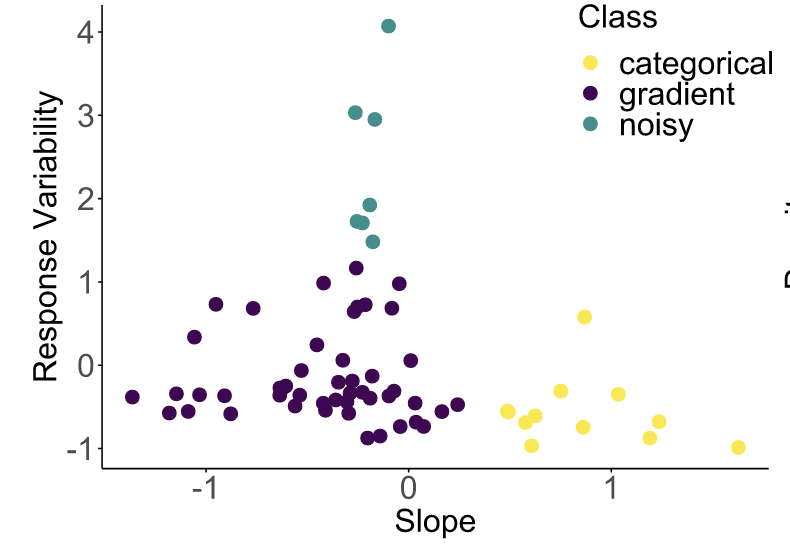 Class
categorical
gradient
noisy
Response Variability
4
3
2
1
0
-1
-1
0
1
Slope